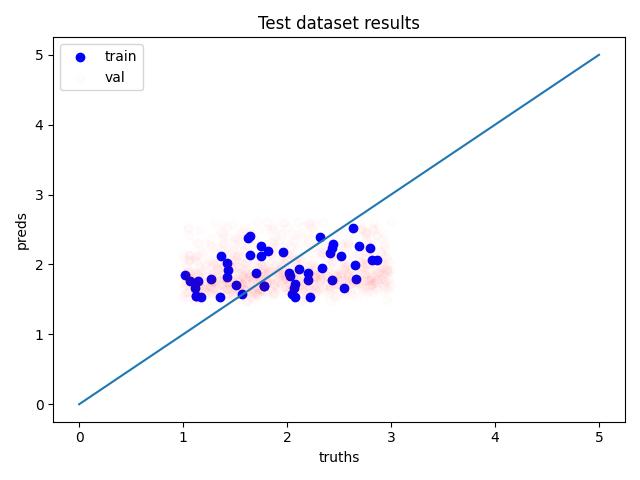 Test dataset results
train
val
preds
5
4
3
2
1
0
0 1 2 3 4 5
truths